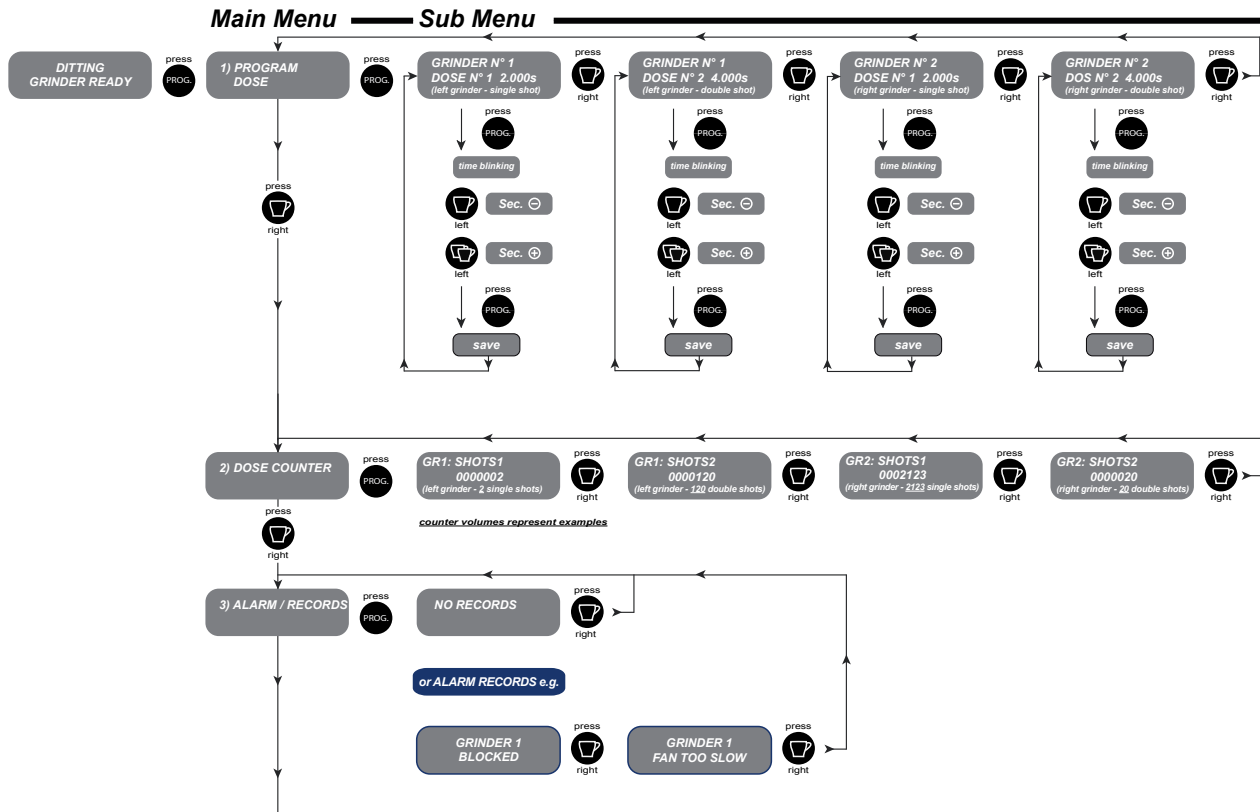 Main Menu
Sub Menu
DITTING
GRINDER READY
press
PROG.
1) PROGRAM
DOSE
press
PROG.
GRINDER N° 1
DOSE N° 1 2.000s
(left grinder - single shot)
press
right
GRINDER N° 1
DOSE N° 2 4.000s
(left grinder - double shot)
press
right
GRINDER N° 2
DOSE N° 1 2.000s
(right grinder - single shot)
press
right
GRINDER N° 2
DOS N° 2 4.000s
(right grinder - double shot)
press
right
press
PROG.
time blinking
left
Sec. ⊖
left
Sec. ⊕
press
PROG.
save
press
PROG.
time blinking
left
Sec. ⊖
left
Sec. ⊕
press
PROG.
save
press
PROG.
time blinking
left
Sec. ⊖
left
Sec. ⊕
press
PROG.
save
press
PROG.
time blinking
left
Sec. ⊖
left
Sec. ⊕
press
PROG.
save
press
right
2) DOSE COUNTER
press
PROG.
GR1: SHOTS1
0000002
(left grinder - 2 single shots)
press
right
GR1: SHOTS2
0000120
(left grinder - 120 double shots)
press
right
GR2: SHOTS1
0002123
(right grinder - 2123 single shots)
press
right
GR2: SHOTS2
0000020
(right grinder - 20 double shots)
press
right
counter volumes represent examples
press
right
3) ALARM / RECORDS
press
PROG.
NO RECORDS
press
right
or ALARM RECORDS e.g.
GRINDER 1
BLOCKED
press
right
GRINDER 1
FAN TOO SLOW
press
right